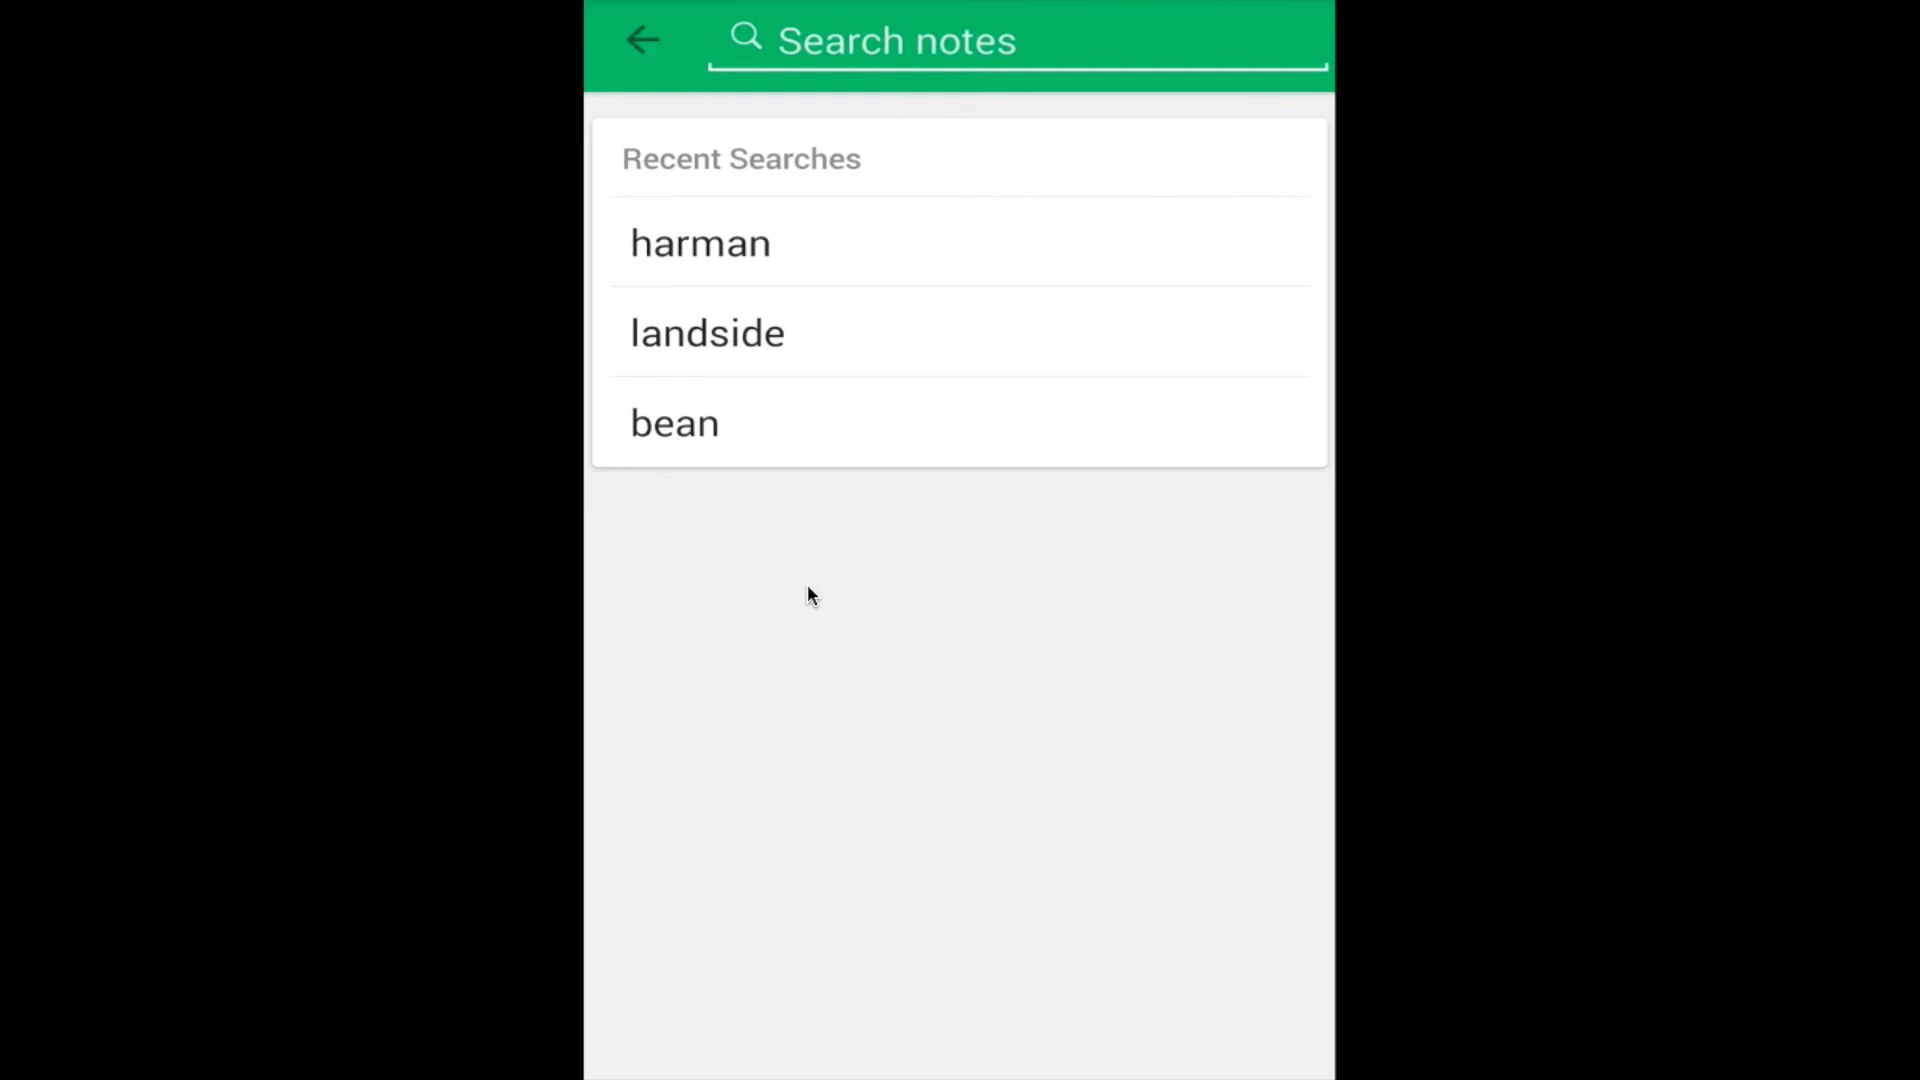 Search notes
Recent Searches
harman
landside
bean